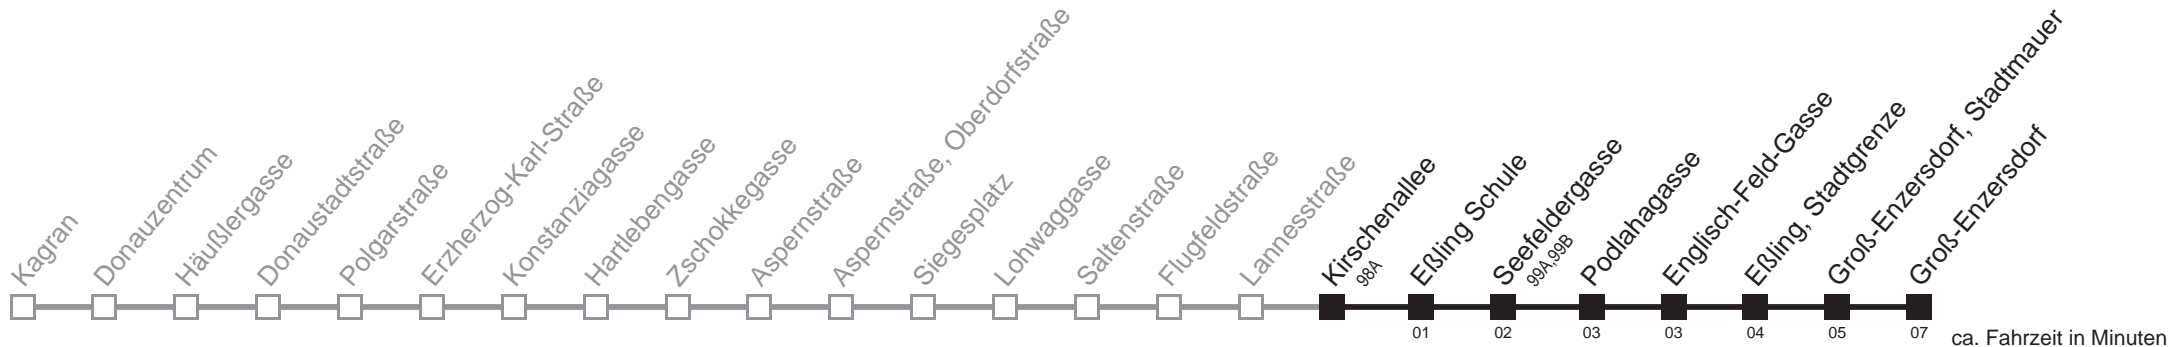 Kagran
Donauzentrum
Häußlergasse
Donaustadtstraße
Polgarstraße
Erzherzog-Karl-Straße
Konstanziagasse
Hartlebengasse
Zschokkegasse
Aspernstraße
Aspernstraße, Oberdorfstraße
Siegesplatz
Lohwaggasse
Saltenstraße
Flugfeldstraße
Lannesstraße
Kirschenallee
98A
Eßling Schule
Seefeldergasse
99A,99B
Podlahagasse
Englisch-Feld-Gasse
Eßling, Stadtgrenze
Groß-Enzersdorf, Stadtmauer
Groß-Enzersdorf
01 02 03 03 04 05 07 ca. Fahrzeit in Minuten